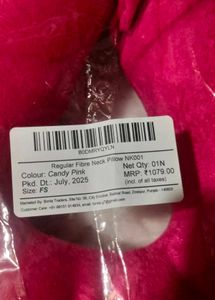 B0DMRYQYLN
Regular Fibre Neck Pillow NK001
Colour: Candy Pink Net Qty: 01N
Pkd. Dt.: July, 2025 MRP: ₹1079.00
Size: FS (incl. of all taxes)